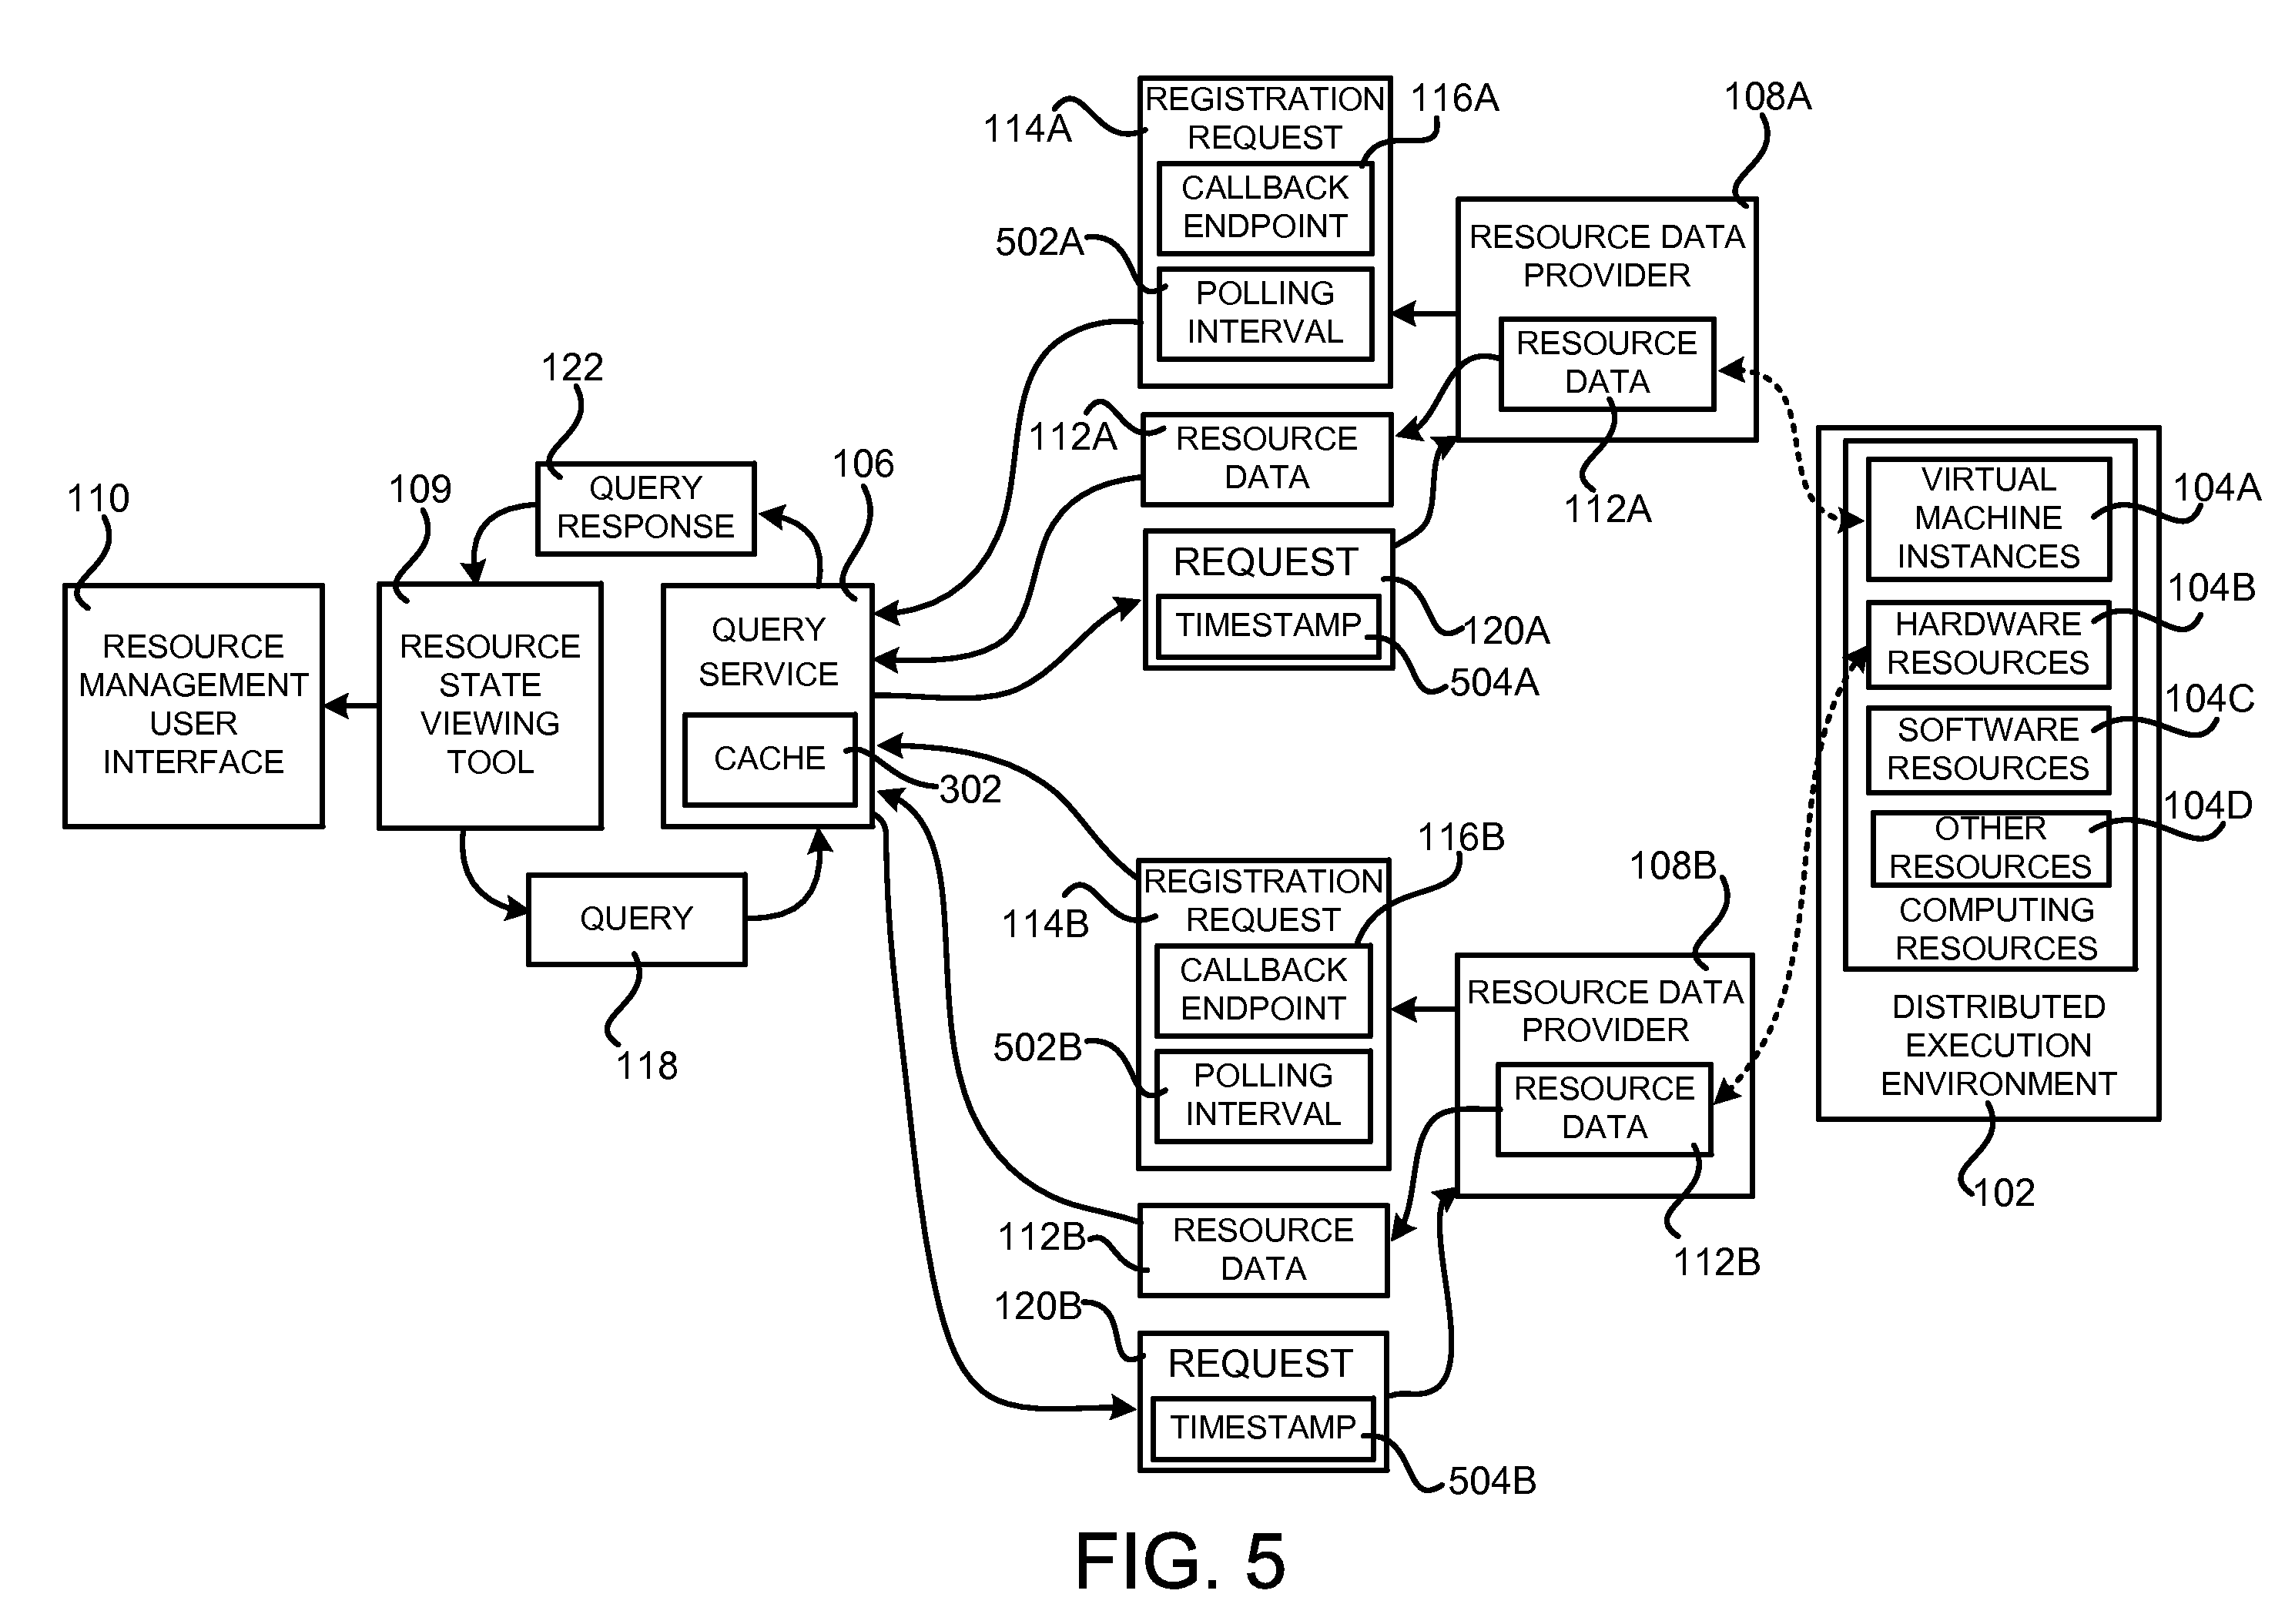 114A
REGISTRATION
REQUEST
116A
CALLBACK
ENDPOINT
502A
POLLING
INTERVAL
108A
RESOURCE DATA
PROVIDER
RESOURCE
DATA
112A
112A
RESOURCE
DATA
REQUEST
TIMESTAMP
120A
504A
122
QUERY
RESPONSE
110
RESOURCE
MANAGEMENT
USER
INTERFACE
109
RESOURCE
STATE
VIEWING
TOOL
106
QUERY
SERVICE
CACHE
302
QUERY
118
VIRTUAL
MACHINE
INSTANCES
104A
HARDWARE
RESOURCES
104B
SOFTWARE
RESOURCES
104C
OTHER
RESOURCES
104D
COMPUTING
RESOURCES
DISTRIBUTED
EXECUTION
ENVIRONMENT
102
114B
REGISTRATION
REQUEST
116B
CALLBACK
ENDPOINT
502B
POLLING
INTERVAL
108B
RESOURCE DATA
PROVIDER
RESOURCE
DATA
112B
112B
RESOURCE
DATA
120B
REQUEST
TIMESTAMP
504B
FIG. 5